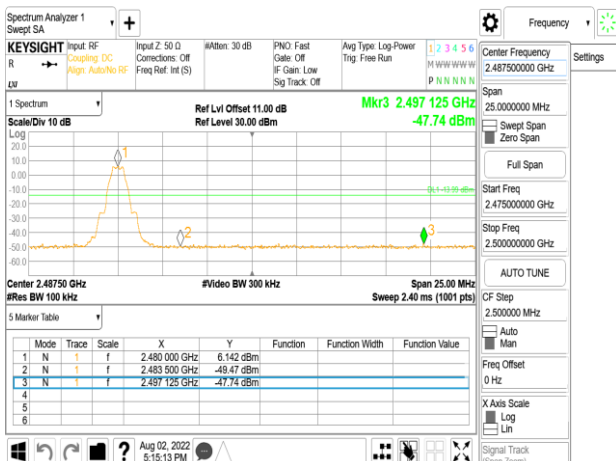 Spectrum Analyzer 1
Swept SA
Frequency
KEYSIGHT
R
LXI
Input: RF
Coupling: DC
Align: Auto/No RF
Input Z: 50 Ω
Corrections: Off
Freq Ref: Int (S)
#Atten: 30 dB
PNO: Fast
Gate: Off
IF Gain: Low
Sig Track: Off
Avg Type: Log-Power
Trig: Free Run
1 2 3 4 5 6
M W W W W W
P N N N N N
Center Frequency
2.487500000 GHz
Settings
Span
25.0000000 MHz
Swept Span
Zero Span
Full Span
Start Freq
2.475000000 GHz
Stop Freq
2.500000000 GHz
AUTO TUNE
CF Step
2.500000 MHz
Auto
Man
Freq Offset
0 Hz
X Axis Scale
Log
Lin
Signal Track
(Span Zoom)
1 Spectrum
Scale/Div 10 dB
Ref Lvl Offset 11.00 dB
Ref Level 30.00 dBm
Mkr3 2.497 125 GHz
-47.74 dBm
Log
20.0
10.0
0.00
-10.0
-20.0
-30.0
-40.0
-50.0
-60.0
1
2
3
DL1 -13.99 dBm
Center 2.48750 GHz
#Res BW 100 kHz
#Video BW 300 kHz
Span 25.00 MHz
Sweep 2.40 ms (1001 pts)
5 Marker Table
Mode Trace Scale X Y Function Function Width Function Value
1 N 1 f 2.480 000 GHz 6.142 dBm
2 N 1 f 2.483 500 GHz -49.47 dBm
3 N 1 f 2.497 125 GHz -47.74 dBm
4
5
6
?
Aug 02, 2022
5:15:13 PM